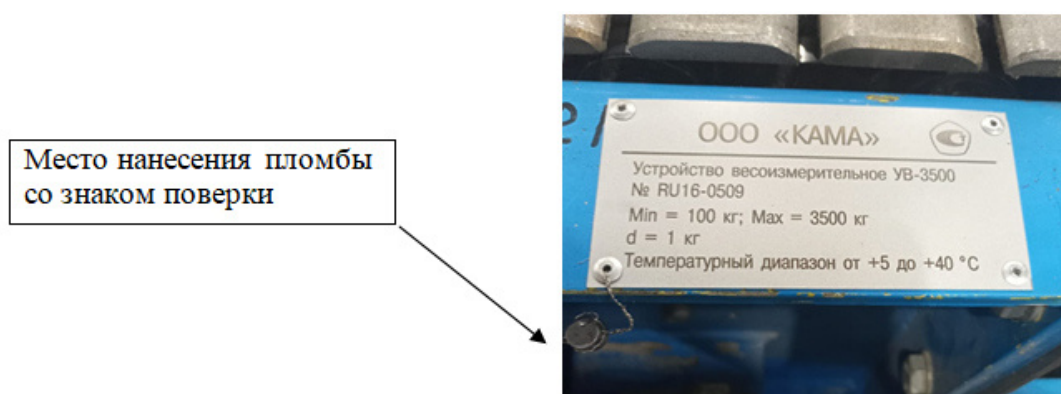 Место нанесения пломбы
со знаком поверки
ООО «КАМА»
Устройство весоизмерительное УВ-3500
№ RU16-0509
Min = 100 кг; Max = 3500 кг
d = 1 кг
Температурный диапазон от +5 до +40 °С